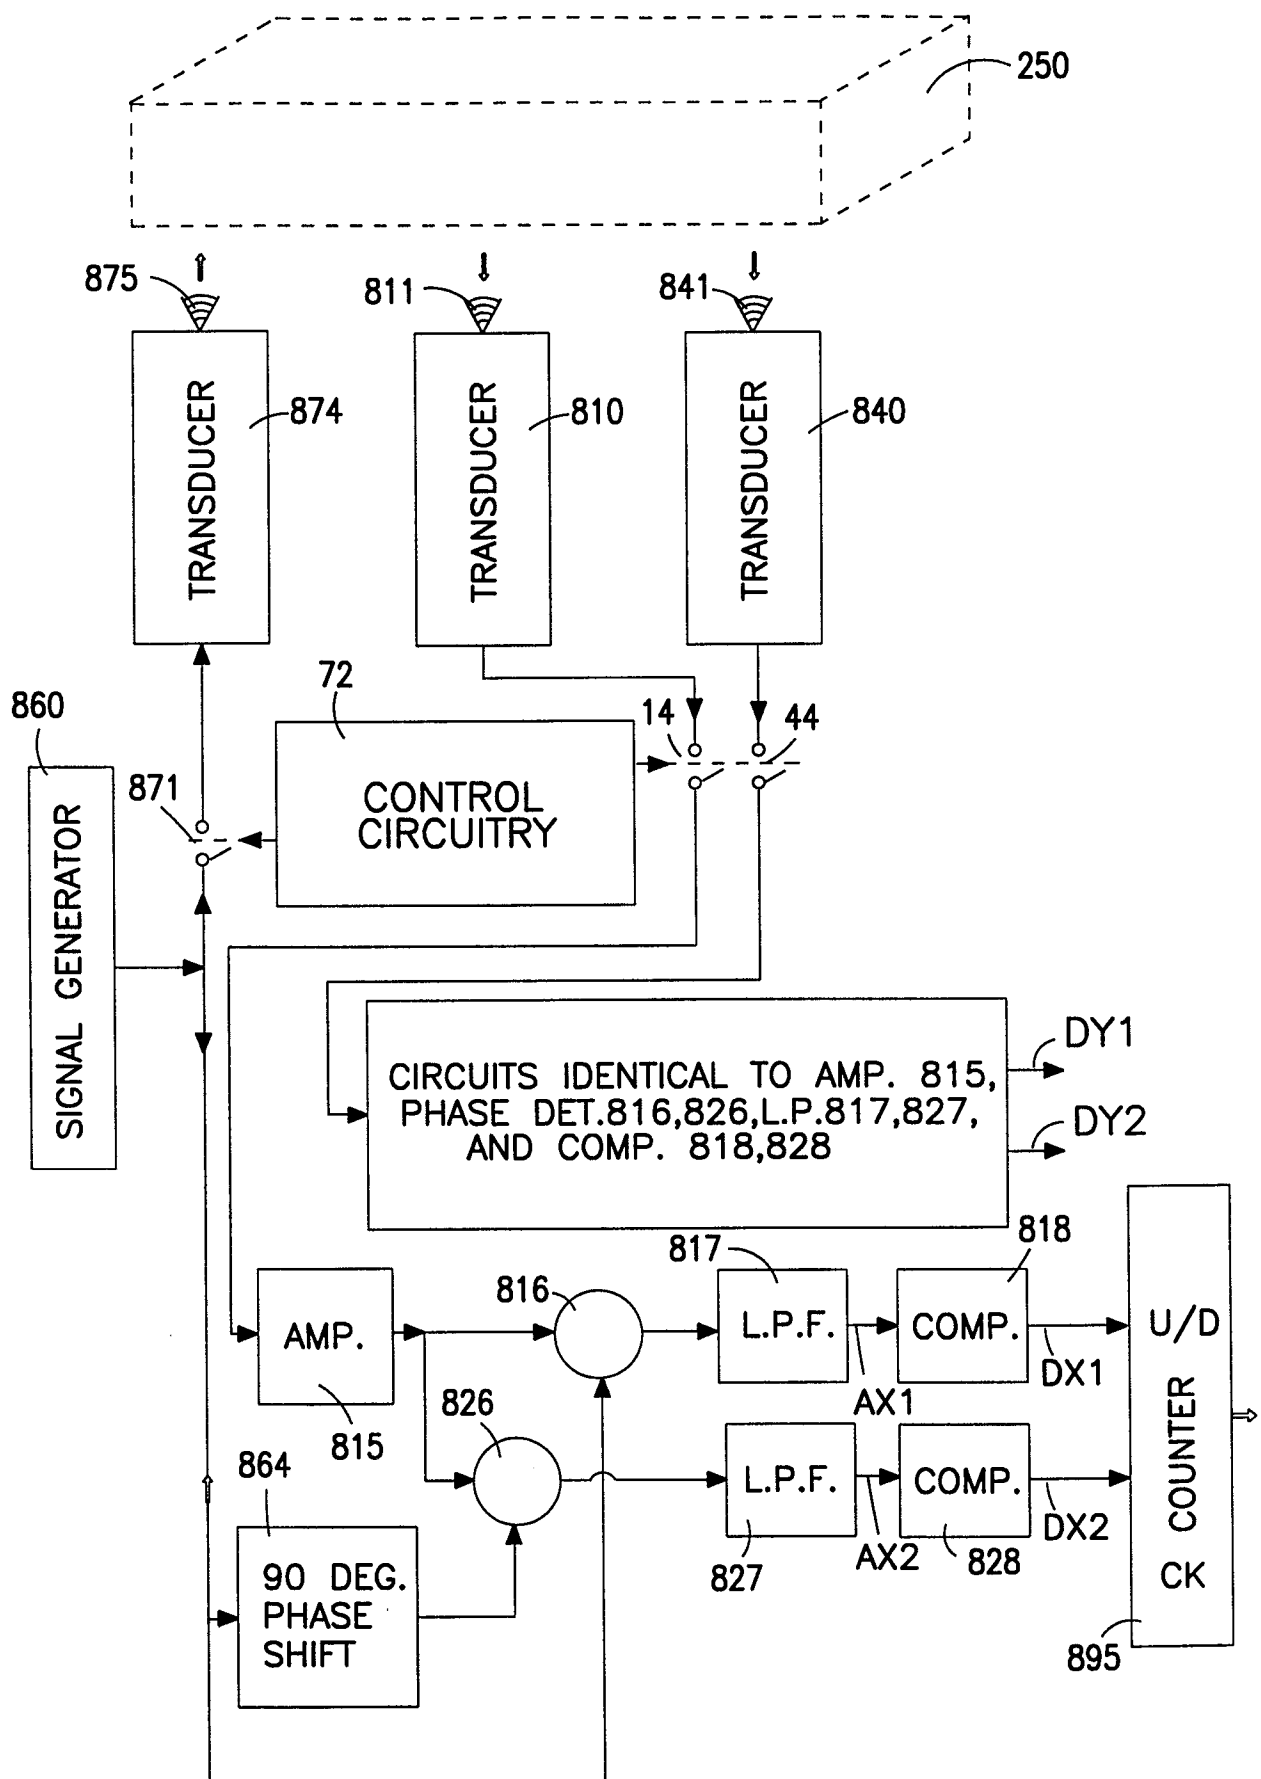 250
875
811
841
TRANSDUCER
874
TRANSDUCER
810
TRANSDUCER
840
860
72
14
44
871
CONTROL
CIRCUITRY
SIGNAL GENERATOR
DY1
CIRCUITS IDENTICAL TO AMP. 815,
PHASE DET.816,826,L.P.817,827,
AND COMP. 818,828
DY2
817
818
816
AMP.
L.P.F.
COMP.
U/D
COUNTER
CK
AX1
DX1
815
826
864
L.P.F.
COMP.
AX2
DX2
827
828
90 DEG.
PHASE
SHIFT
895